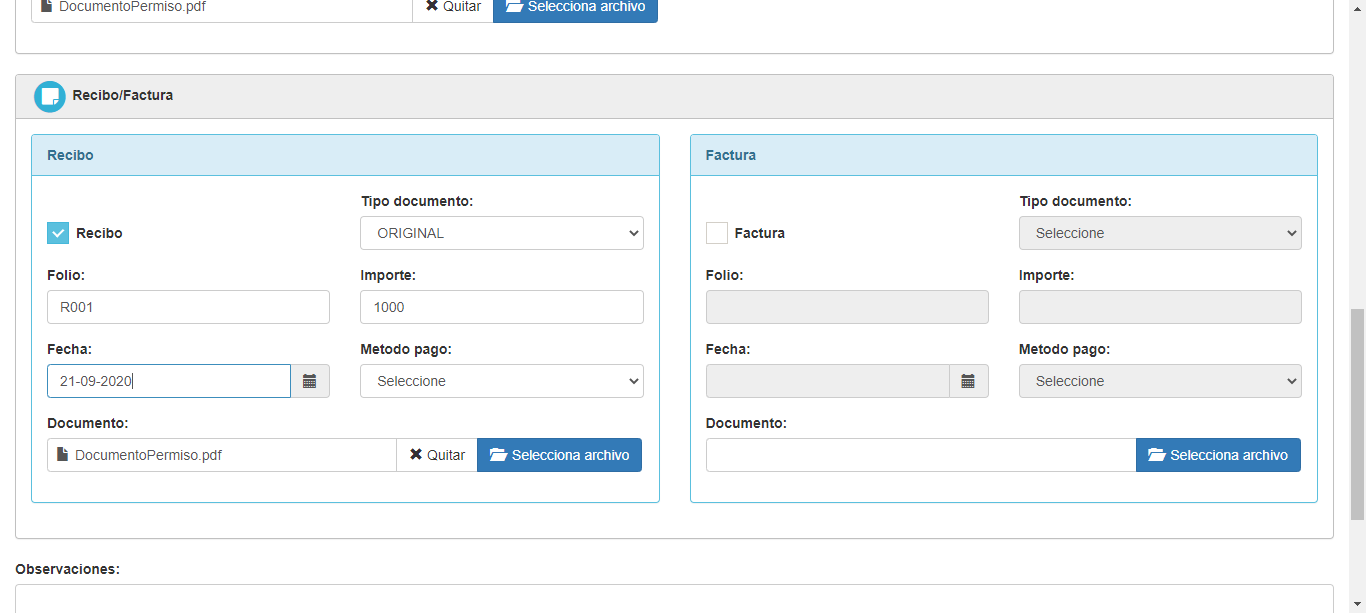 DocumentoPermiso.pdf Quitar Selecciona archivo
Recibo/Factura
Recibo
Tipo documento:
Recibo ORIGINAL
Folio: Importe:
R001 1000
Fecha: Metodo pago:
21-09-2020 Seleccione
Documento:
DocumentoPermiso.pdf Quitar Selecciona archivo
Factura
Tipo documento:
Factura Seleccione
Folio: Importe:
Fecha: Metodo pago:
Seleccione
Documento:
Selecciona archivo
Observaciones: